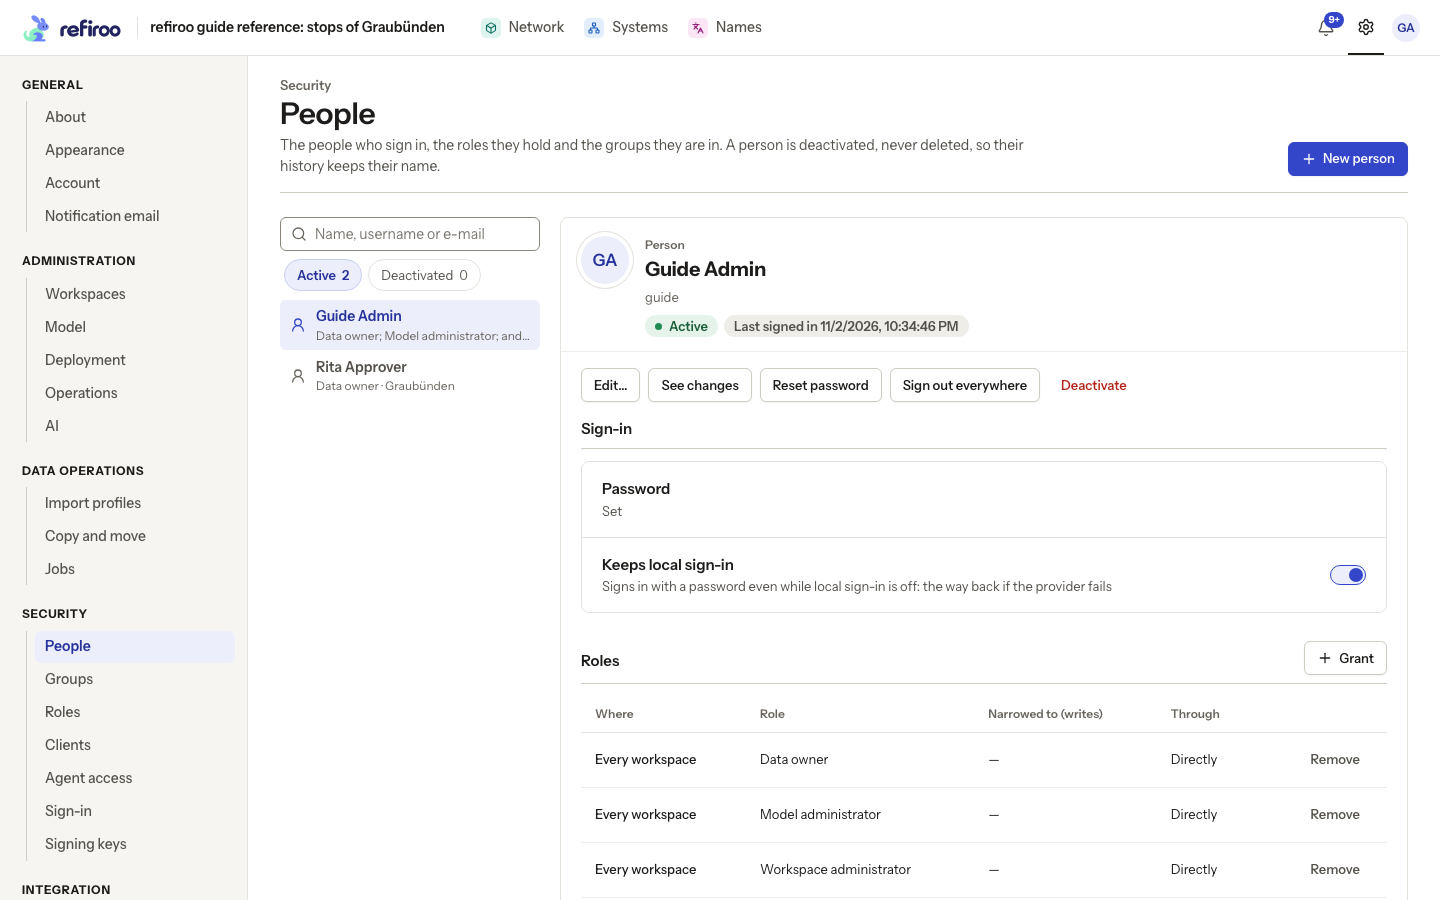 refiroo
refiroo guide reference: stops of Graubünden
Network
Systems
Names
9+
GA
GENERAL
About
Appearance
Account
Notification email
ADMINISTRATION
Workspaces
Model
Deployment
Operations
AI
DATA OPERATIONS
Import profiles
Copy and move
Jobs
SECURITY
People
Groups
Roles
Clients
Agent access
Sign-in
Signing keys
INTEGRATION
Security
People
The people who sign in, the roles they hold and the groups they are in. A person is deactivated, never deleted, so their
history keeps their name.
+ New person
Name, username or e-mail
Active 2
Deactivated 0
Guide Admin
Data owner; Model administrator; and...
Rita Approver
Data owner · Graubünden
GA
Person
Guide Admin
guide
Active
Last signed in 11/2/2026, 10:34:46 PM
Edit...
See changes
Reset password
Sign out everywhere
Deactivate
Sign-in
Password
Set
Keeps local sign-in
Signs in with a password even while local sign-in is off: the way back if the provider fails
Roles
+ Grant
Where Role Narrowed to (writes) Through
Every workspace Data owner — Directly Remove
Every workspace Model administrator — Directly Remove
Every workspace Workspace administrator — Directly Remove